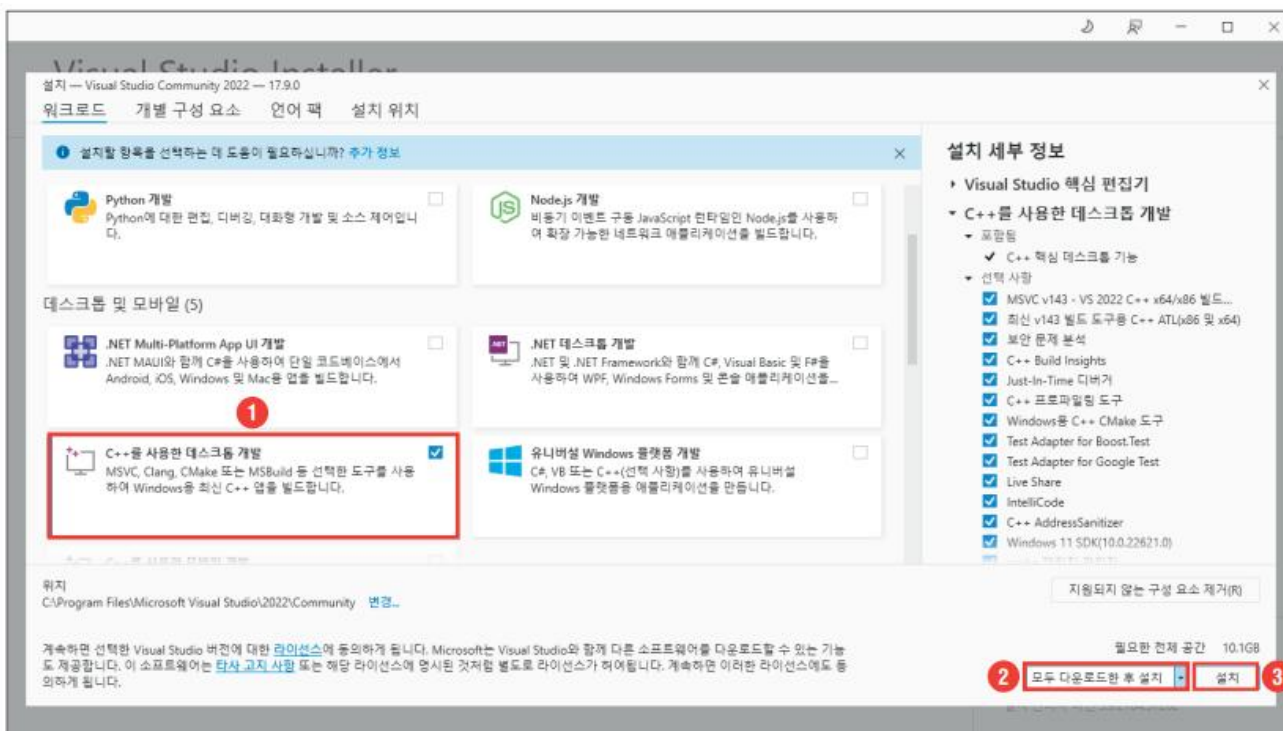 Visual Studio Installer
설치 — Visual Studio Community 2022 — 17.9.0
워크로드 개별 구성 요소 언어 팩 설치 위치
설치할 항목을 선택하는 데 도움이 필요하십니까? 추가 정보
Python 개발
Python에 대한 편집, 디버깅, 대화형 개발 및 소스 제어입니
다.
Node.js 개발
비동기 이벤트 구동 JavaScript 런타임인 Node.js를 사용하
여 확장 가능한 네트워크 애플리케이션을 빌드합니다.
데스크톱 및 모바일 (5)
.NET Multi-Platform App UI 개발
.NET MAUI와 함께 C#을 사용하여 단일 코드베이스에서
Android, iOS, Windows 및 Mac용 앱을 빌드합니다.
.NET 데스크톱 개발
.NET 및 .NET Framework와 함께 C#, Visual Basic 및 F#을
사용하여 WPF, Windows Forms 및 콘솔 애플리케이션을...
1
C++를 사용한 데스크톱 개발
MSVC, Clang, CMake 또는 MSBuild 등 선택한 도구를 사용
하여 Windows용 최신 C++ 앱을 빌드합니다.
유니버설 Windows 플랫폼 개발
C#, VB 또는 C++(선택 사항)를 사용하여 유니버설
Windows 플랫폼용 애플리케이션을 만듭니다.
C++를 사용한 모바일 개발
설치 세부 정보
Visual Studio 핵심 편집기
C++를 사용한 데스크톱 개발
포함됨
C++ 핵심 데스크톱 기능
선택 사항
MSVC v143 - VS 2022 C++ x64/x86 빌드...
최신 v143 빌드 도구용 C++ ATL(x86 및 x64)
보안 문제 분석
C++ Build Insights
Just-In-Time 디버거
C++ 프로파일링 도구
Windows용 C++ CMake 도구
Test Adapter for Boost.Test
Test Adapter for Google Test
Live Share
IntelliCode
C++ AddressSanitizer
Windows 11 SDK(10.0.22621.0)
위치
C:\Program Files\Microsoft Visual Studio\2022\Community 변경...
지원되지 않는 구성 요소 제거(R)
계속하면 선택한 Visual Studio 버전에 대한 라이선스에 동의하게 됩니다. Microsoft는 Visual Studio와 함께 다른 소프트웨어를 다운로드할 수 있는 기능
도 제공합니다. 이 소프트웨어는 타사 고지 사항 또는 해당 라이선스에 명시된 것처럼 별도로 라이선스가 허여됩니다. 계속하면 이러한 라이선스에도 동
의하게 됩니다.
필요한 전체 공간 10.1GB
2 모두 다운로드한 후 설치 설치 3